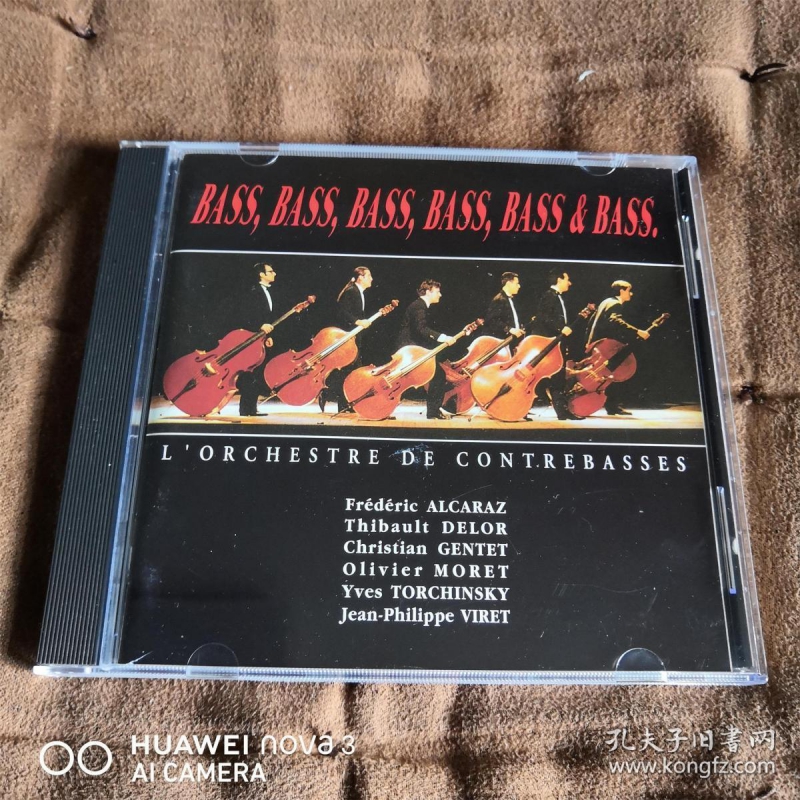 BASS, BASS, BASS, BASS, BASS & BASS.
L'ORCHESTRE DE CONTREBASSES
Frédéric ALCARAZ
Thibault DELOR
Christian GENTET
Olivier MORET
Yves TORCHINSKY
Jean-Philippe VIRET
HUAWEI nova 3
AI CAMERA
孔夫子旧书网
www.kongfz.com